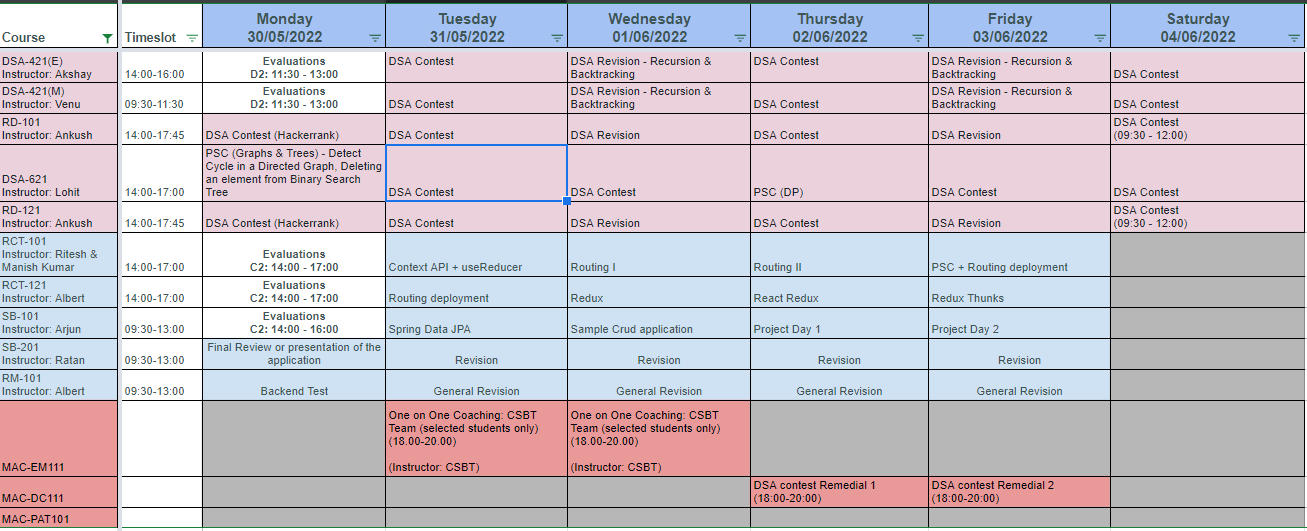 Course
Timeslot
Monday
30/05/2022
Tuesday
31/05/2022
Wednesday
01/06/2022
Thursday
02/06/2022
Friday
03/06/2022
Saturday
04/06/2022
DSA-421(E)
Instructor: Akshay
14:00-16:00
Evaluations
D2: 11:30 - 13:00
DSA Contest
DSA Revision - Recursion &
Backtracking
DSA Contest
DSA Revision - Recursion &
Backtracking
DSA Contest
DSA-421(M)
Instructor: Venu
09:30-11:30
Evaluations
D2: 11:30 - 13:00
DSA Contest
DSA Revision - Recursion &
Backtracking
DSA Contest
DSA Revision - Recursion &
Backtracking
DSA Contest
RD-101
Instructor: Ankush
14:00-17:45
DSA Contest (Hackerrank)
DSA Contest
DSA Revision
DSA Contest
DSA Revision
DSA Contest
(09:30 - 12:00)
DSA-621
Instructor: Lohit
14:00-17:00
PSC (Graphs & Trees) - Detect
Cycle in a Directed Graph, Deleting
an element from Binary Search
Tree
DSA Contest
DSA Contest
PSC (DP)
DSA Contest
DSA Contest
RD-121
Instructor: Ankush
14:00-17:45
DSA Contest (Hackerrank)
DSA Contest
DSA Revision
DSA Contest
DSA Revision
DSA Contest
(09:30 - 12:00)
RCT-101
Instructor: Ritesh &
Manish Kumar
14:00-17:00
Evaluations
C2: 14:00 - 17:00
Context API + useReducer
Routing I
Routing II
PSC + Routing deployment
RCT-121
Instructor: Albert
14:00-17:00
Evaluations
C2: 14:00 - 17:00
Routing deployment
Redux
React Redux
Redux Thunks
SB-101
Instructor: Arjun
09:30-13:00
Evaluations
C2: 14:00 - 16:00
Spring Data JPA
Sample Crud application
Project Day 1
Project Day 2
SB-201
Instructor: Ratan
09:30-13:00
Final Review or presentation of the
application
Revision
Revision
Revision
Revision
RM-101
Instructor: Albert
09:30-13:00
Backend Test
General Revision
General Revision
General Revision
General Revision
MAC-EM111
One on One Coaching: CSBT
Team (selected students only)
(18.00-20.00)
(Instructor: CSBT)
One on One Coaching: CSBT
Team (selected students only)
(18.00-20.00)
(Instructor: CSBT)
MAC-DC111
DSA contest Remedial 1
(18:00-20:00)
DSA contest Remedial 2
(18:00-20:00)
MAC-PAT101